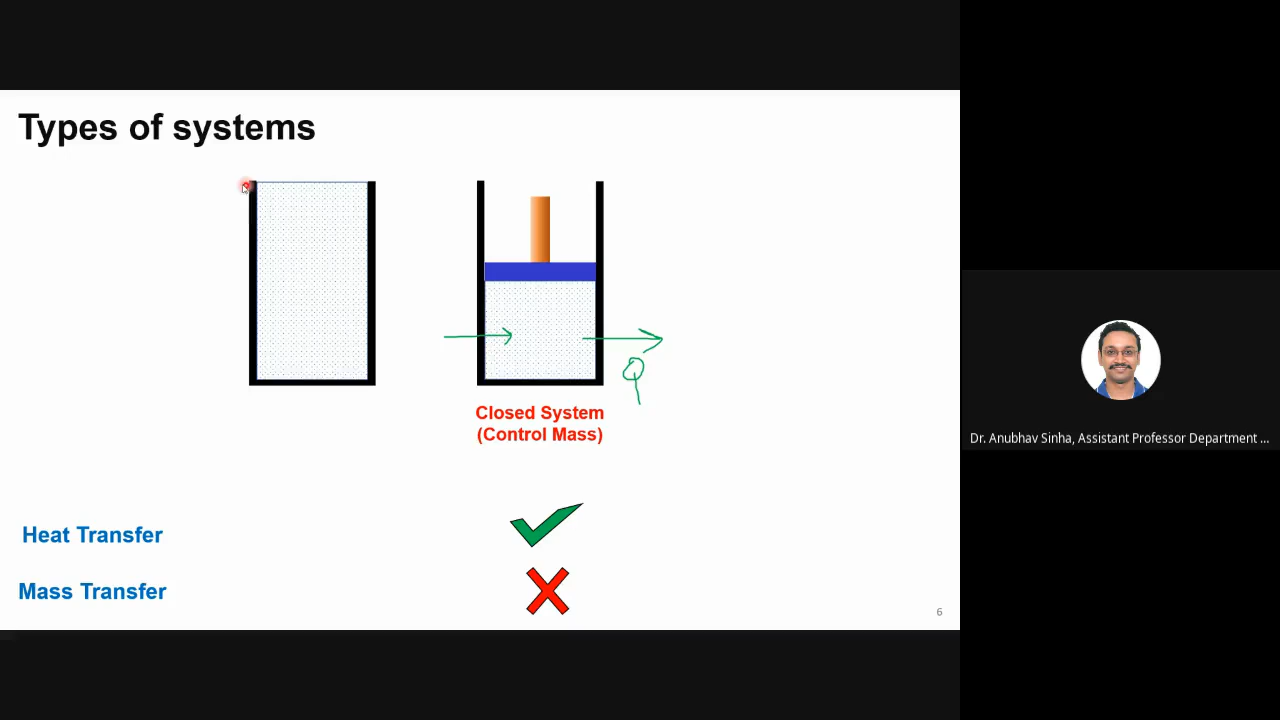 Types of systems
Q
Closed System
(Control Mass)
Heat Transfer
Mass Transfer
6
Dr. Anubhav Sinha, Assistant Professor Department ...